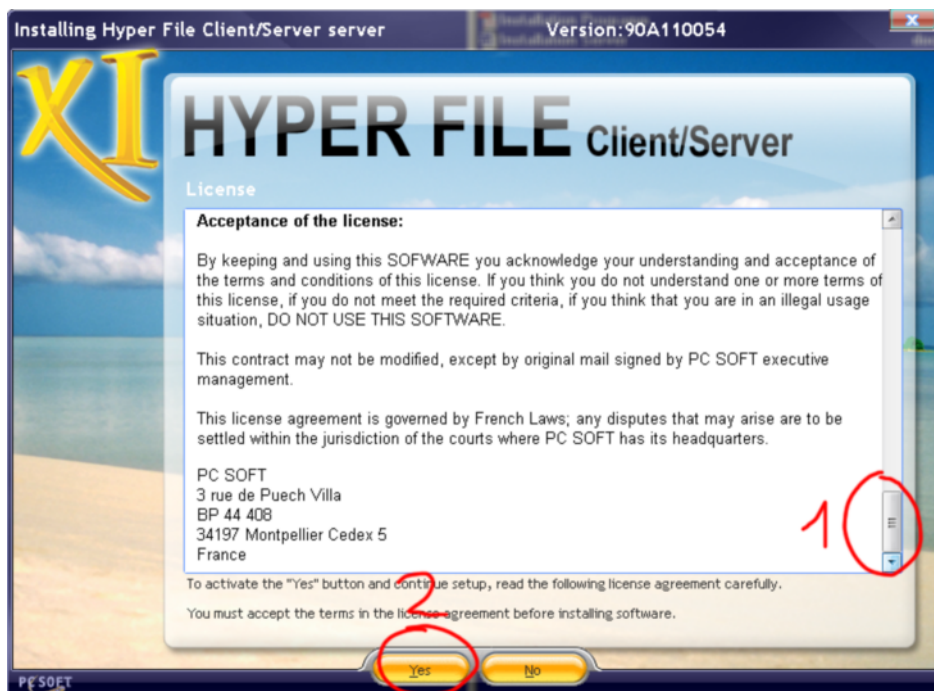 Installing Hyper File Client/Server server
Version:90A110054
XI
HYPER FILE Client/Server
License
Acceptance of the license:
By keeping and using this SOFWARE you acknowledge your understanding and acceptance of
the terms and conditions of this license. If you think you do not understand one or more terms of
this license, if you do not meet the required criteria, if you think that you are in an illegal usage
situation, DO NOT USE THIS SOFTWARE.
This contract may not be modified, except by original mail signed by PC SOFT executive
management.
This license agreement is governed by French Laws; any disputes that may arise are to be
settled within the jurisdiction of the courts where PC SOFT has its headquarters.
PC SOFT
3 rue de Puech Villa
BP 44 408
34197 Montpellier Cedex 5
France
1
To activate the "Yes" button and continue setup, read the following license agreement carefully.
2
You must accept the terms in the license agreement before installing software.
Yes
No
PC SOFT